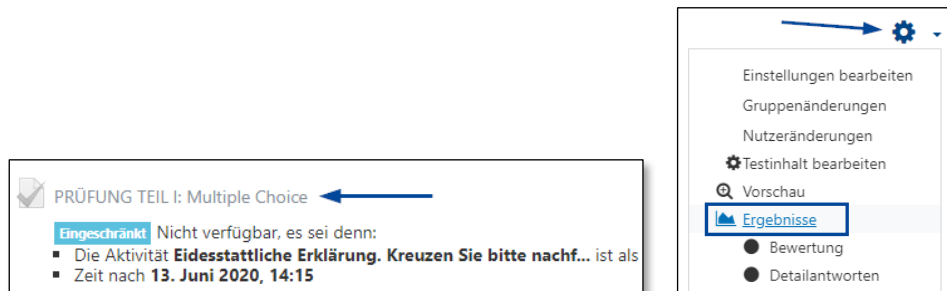 PRÜFUNG TEIL I: Multiple Choice
Eingeschränkt Nicht verfügbar, es sei denn:
Die Aktivität Eidesstattliche Erklärung. Kreuzen Sie bitte nachf... ist als
Zeit nach 13. Juni 2020, 14:15
Einstellungen bearbeiten
Gruppenänderungen
Nutzeränderungen
Testinhalt bearbeiten
Vorschau
Ergebnisse
Bewertung
Detailantworten